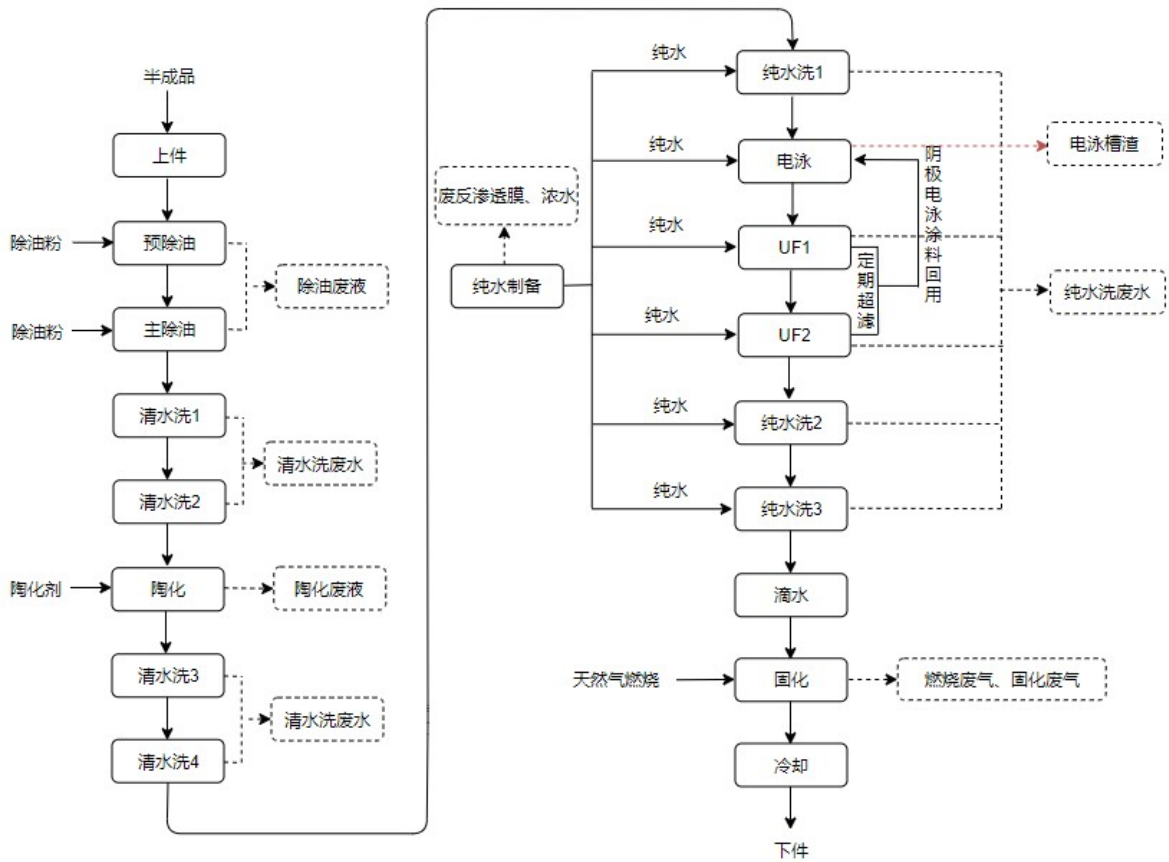 半成品
上件
除油粉
预除油
除油废液
除油粉
主除油
清水洗1
清水洗废水
清水洗2
陶化剂
陶化
陶化废液
清水洗3
清水洗废水
清水洗4
废反渗透膜、浓水
纯水制备
纯水
纯水洗1
纯水
电泳
电泳槽渣
阴极电泳涂料回用
纯水
UF1
定期超滤
纯水洗废水
纯水
UF2
纯水
纯水洗2
纯水
纯水洗3
滴水
天然气燃烧
固化
燃烧废气、固化废气
冷却
下件